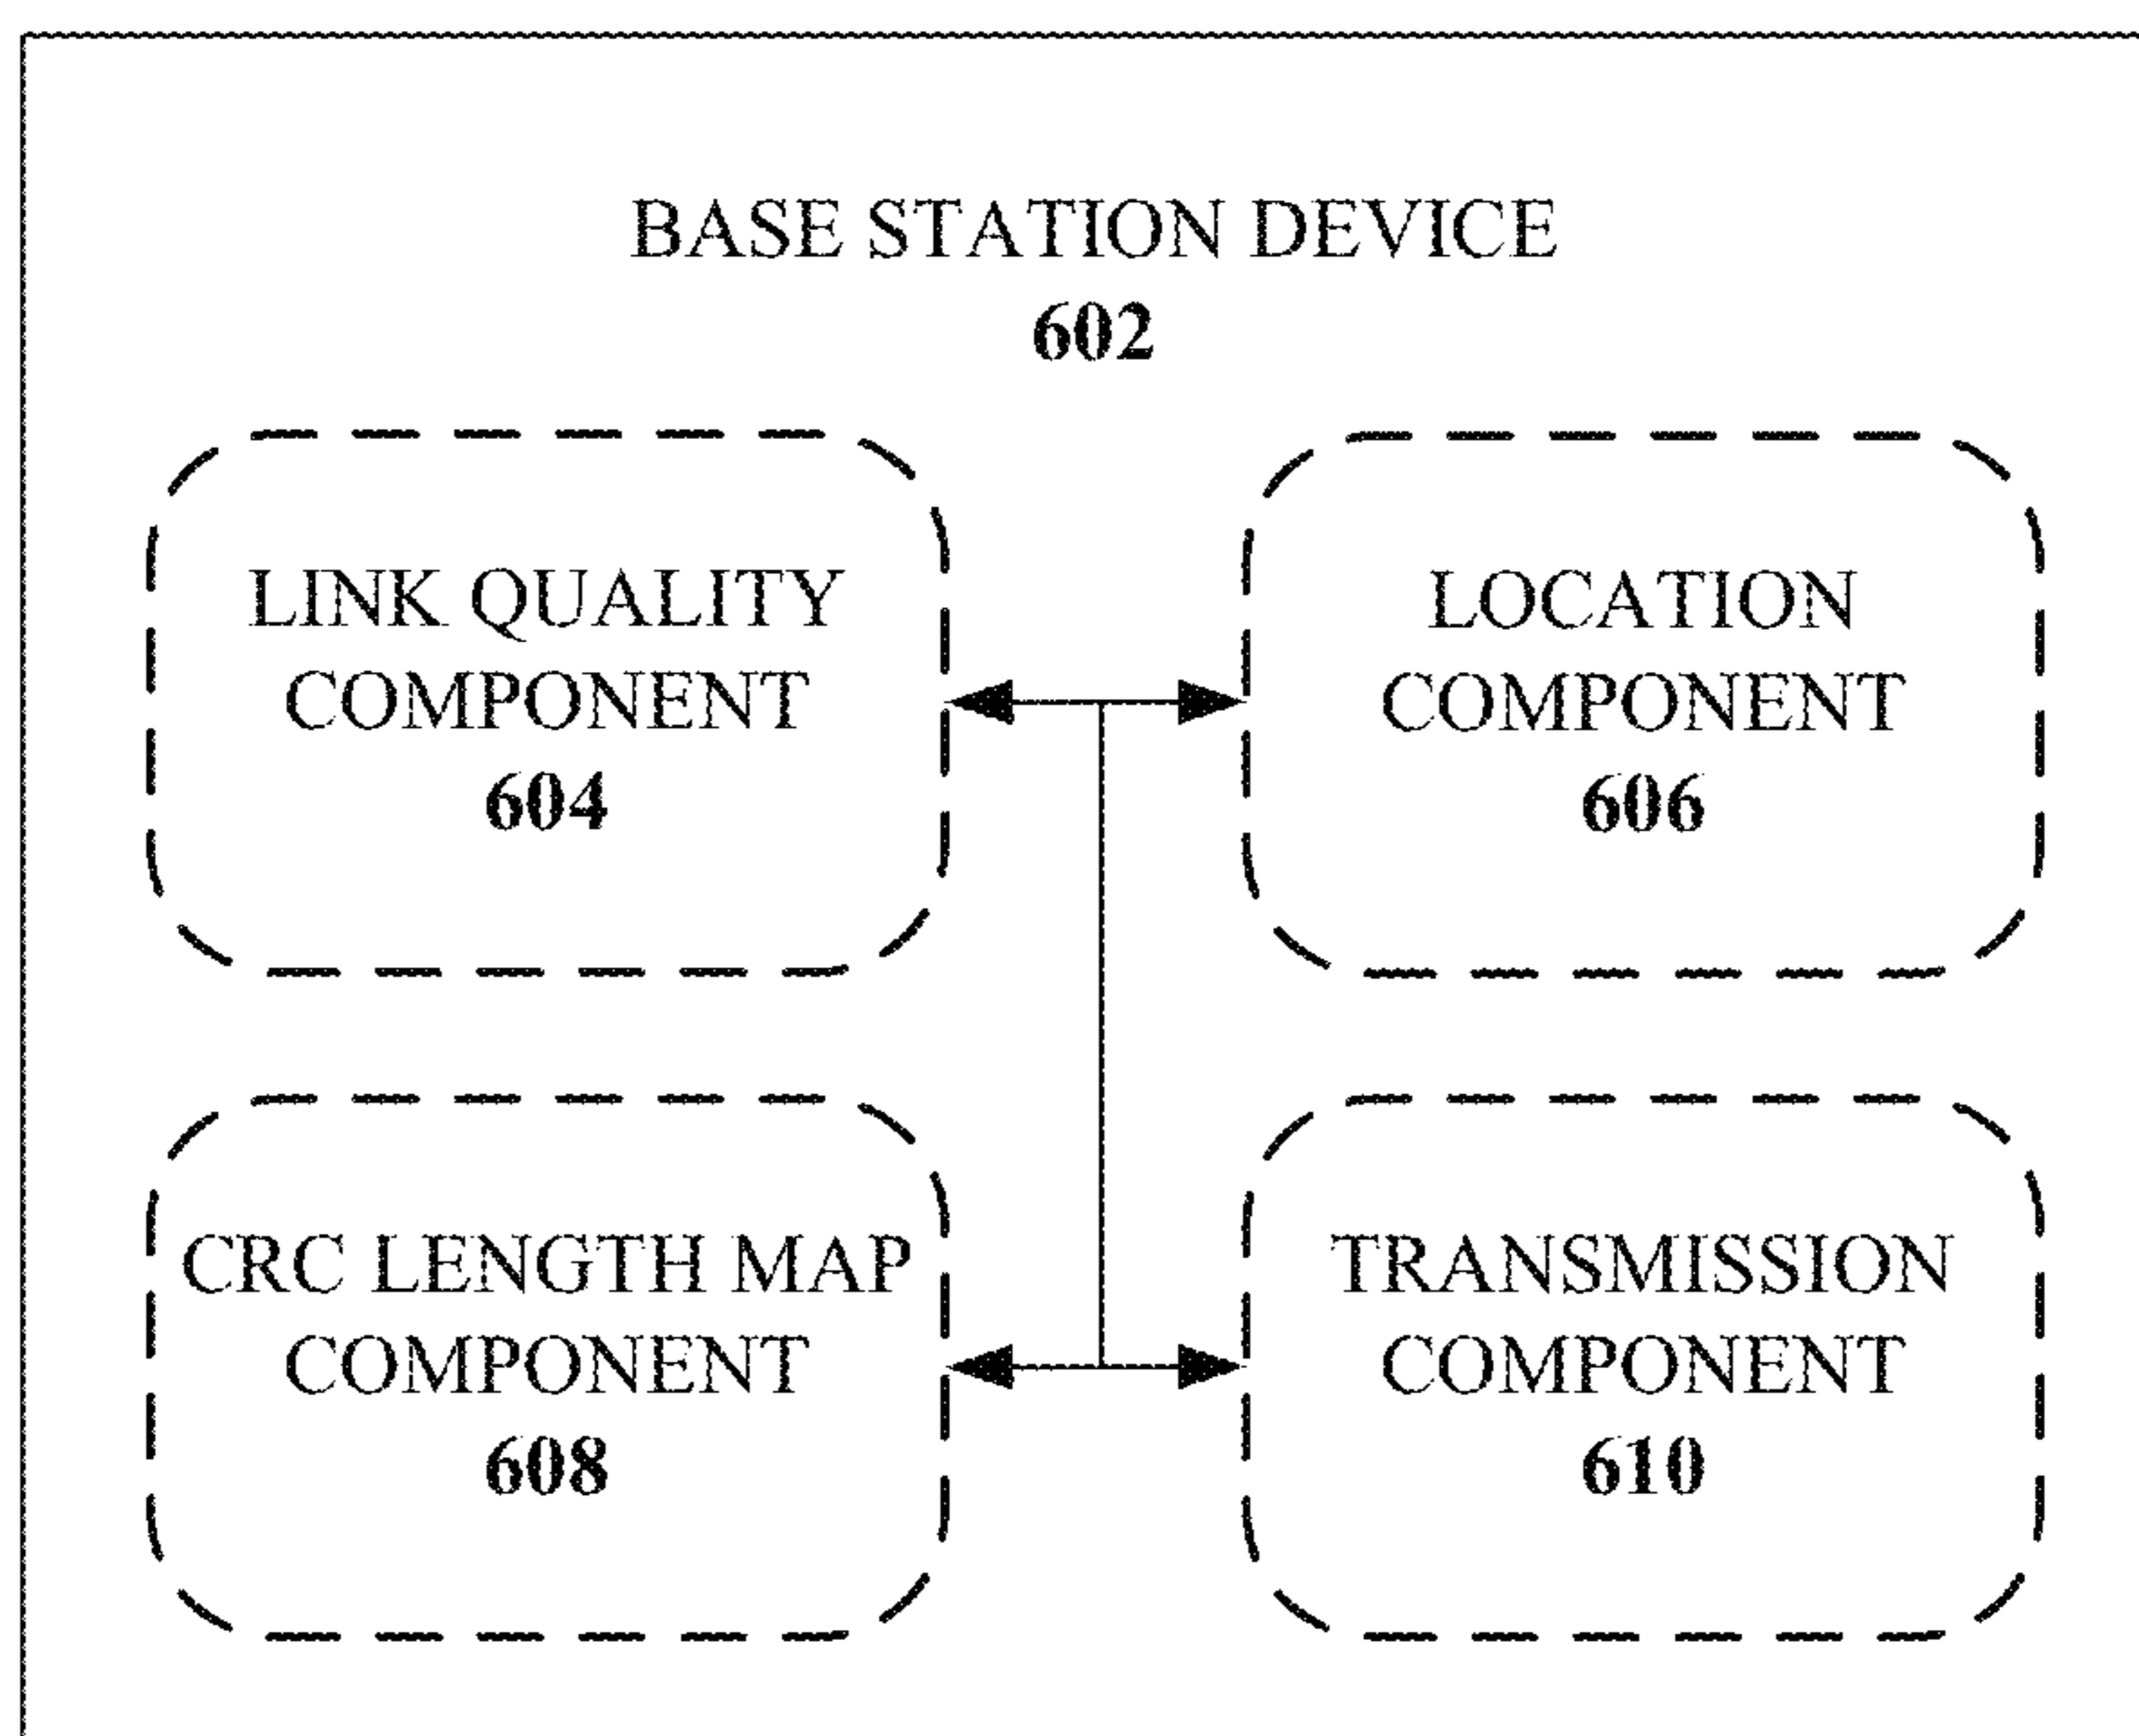 BASE STATION DEVICE
602
LINK QUALITY
COMPONENT
604
LOCATION
COMPONENT
606
CRC LENGTH MAP
COMPONENT
608
TRANSMISSION
COMPONENT
610